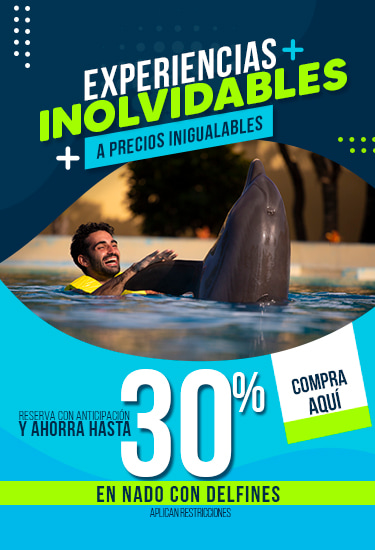 EXPERIENCIAS
INOLVIDABLES
A PRECIOS INIGUALABLES
RESERVA CON ANTICIPACIÓN
Y AHORRA HASTA
30%
COMPRA
AQUÍ
EN NADO CON DELFINES
APLICAN RESTRICCIONES